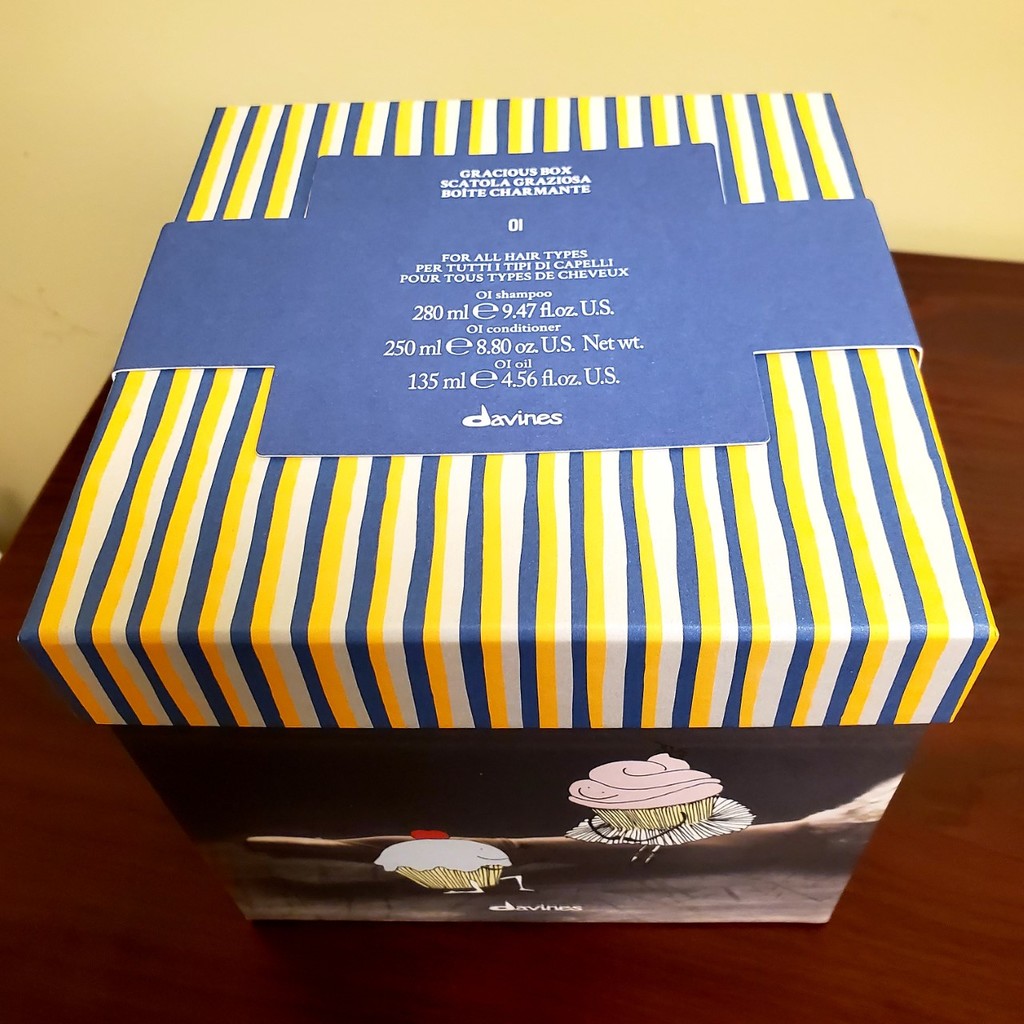 GRACIOUS BOX
SCATOLA GRAZIOSA
BOÎTE CHARMANTE
OI
FOR ALL HAIR TYPES
PER TUTTI I TIPI DI CAPELLI
POUR TOUS TYPES DE CHEVEUX
OI shampoo
280 ml ℮ 9.47 fl.oz. U.S.
OI conditioner
250 ml ℮ 8.80 oz. U.S. Net wt.
OI oil
135 ml ℮ 4.56 fl.oz. U.S.
davines
davines